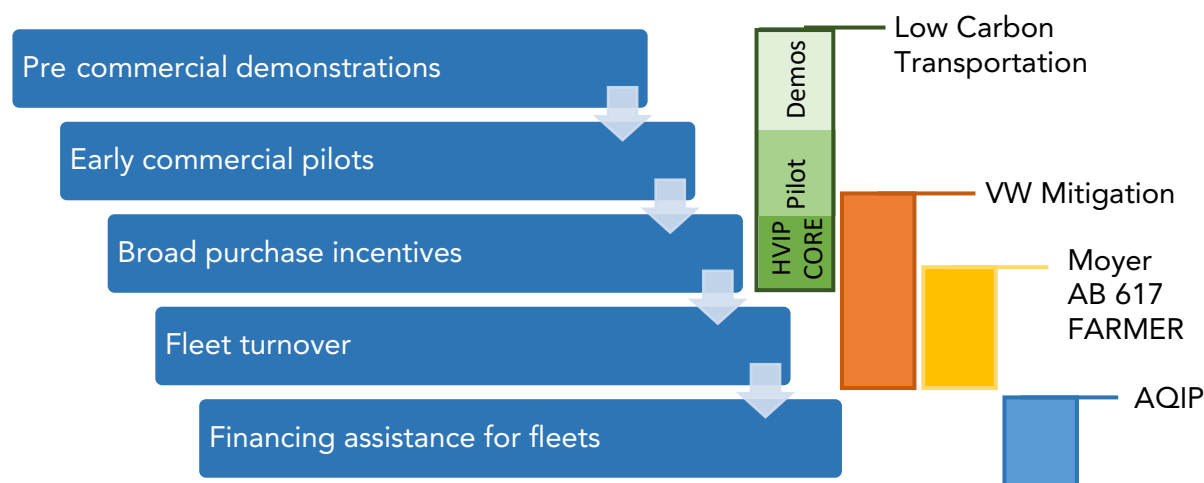 Pre commercial demonstrations
Early commercial pilots
Broad purchase incentives
Fleet turnover
Financing assistance for fleets
Demos
Pilot
HVIP
CORE
Low Carbon
Transportation
VW Mitigation
Moyer
AB 617
FARMER
AQIP